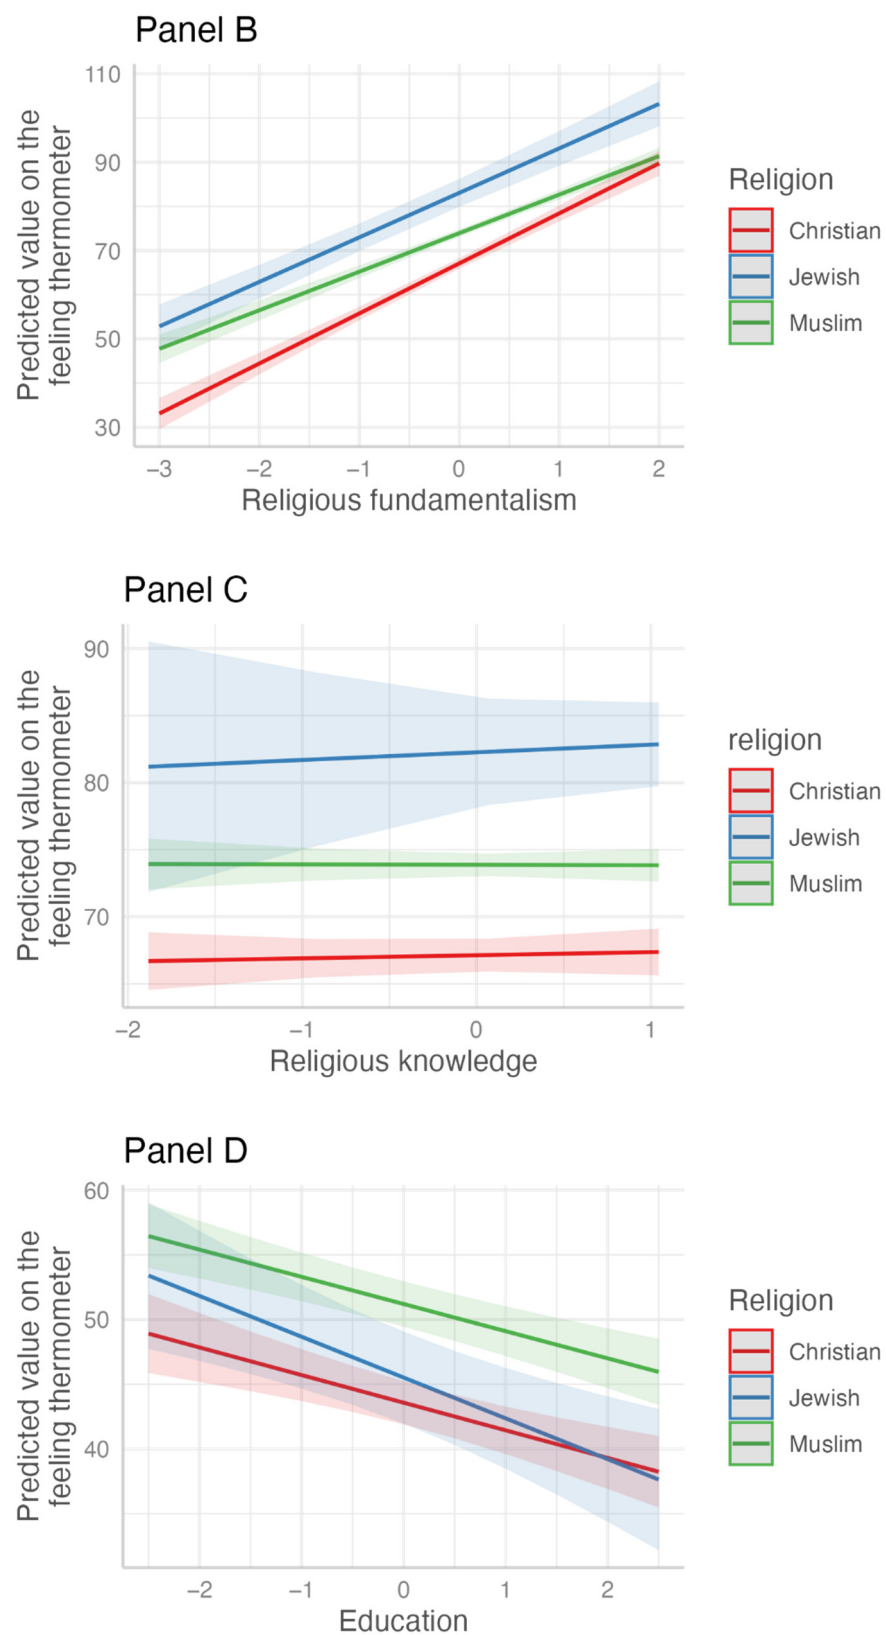 Panel B
Predicted value on the
feeling thermometer
110
90
70
50
30
−3 −2 −1 0 1 2
Religious fundamentalism
Religion
Christian
Jewish
Muslim
Panel C
Predicted value on the
feeling thermometer
90
80
70
−2 −1 0 1
Religious knowledge
religion
Christian
Jewish
Muslim
Panel D
Predicted value on the
feeling thermometer
60
50
40
−2 −1 0 1 2
Education
Religion
Christian
Jewish
Muslim